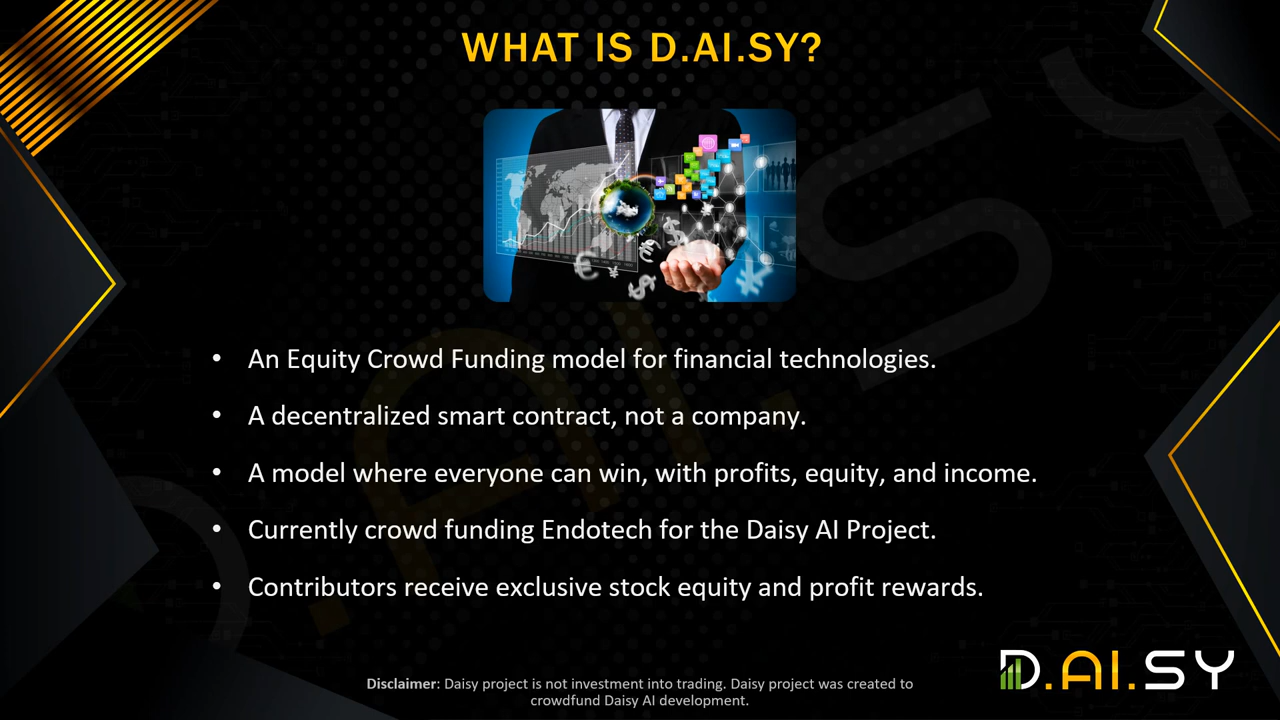 WHAT IS D.AI.SY?
• An Equity Crowd Funding model for financial technologies.
• A decentralized smart contract, not a company.
• A model where everyone can win, with profits, equity, and income.
• Currently crowd funding Endotech for the Daisy AI Project.
• Contributors receive exclusive stock equity and profit rewards.
Disclaimer: Daisy project is not investment into trading. Daisy project was created to
crowdfund Daisy AI development.
D.AI.SY